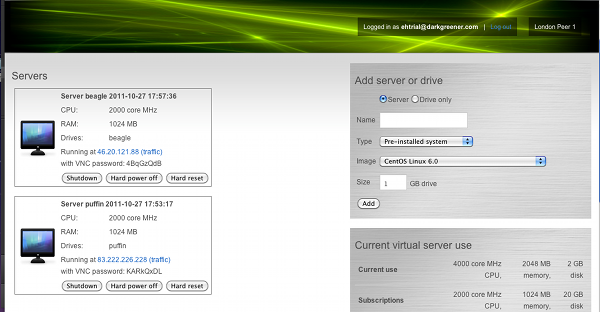 Logged in as ehtrial@darkgreener.com | Log out
London Peer 1
Servers
Server beagle 2011-10-27 17:57:36
CPU: 2000 core MHz
RAM: 1024 MB
Drives: beagle
Running at 46.20.121.88 (traffic)
with VNC password: 4BqGzQdB
Shutdown Hard power off Hard reset
Server puffin 2011-10-27 17:53:17
CPU: 2000 core MHz
RAM: 1024 MB
Drives: puffin
Running at 83.222.226.228 (traffic)
with VNC password: KARkQxDL
Shutdown Hard power off Hard reset
Add server or drive
Server Drive only
Name
Type Pre-installed system
Image CentOS Linux 6.0
Size 1 GB drive
Add
Current virtual server use
Current use 4000 core MHz CPU, 2048 MB memory, 2 GB disk
Subscriptions 2000 core MHz CPU, 1024 MB memory, 20 GB disk